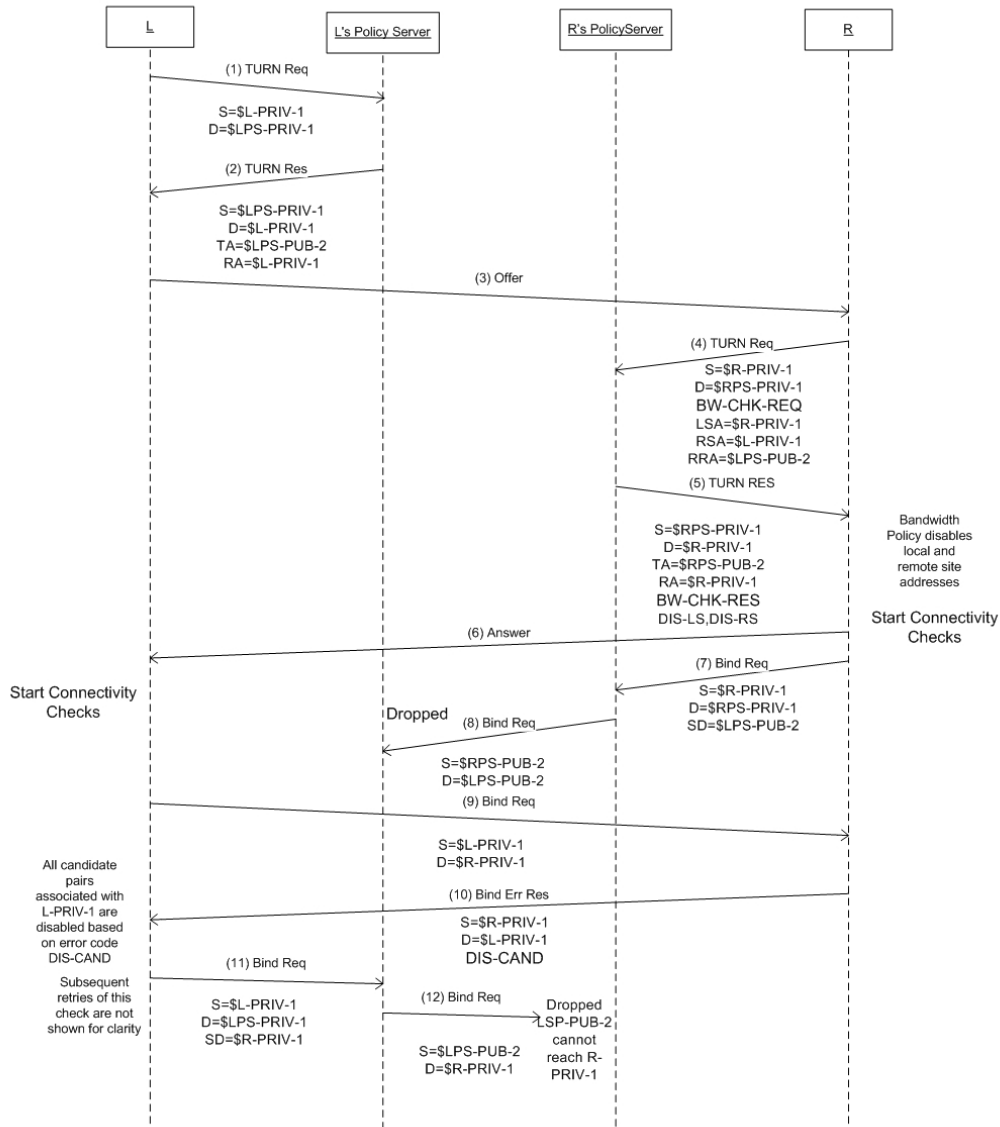 L
L's Policy Server
R's PolicyServer
R
(1) TURN Req
S=$L-PRIV-1
D=$LPS-PRIV-1
(2) TURN Res
S=$LPS-PRIV-1
D=$L-PRIV-1
TA=$LPS-PUB-2
RA=$L-PRIV-1
(3) Offer
(4) TURN Req
S=$R-PRIV-1
D=$RPS-PRIV-1
BW-CHK-REQ
LSA=$R-PRIV-1
RSA=$L-PRIV-1
RRA=$LPS-PUB-2
(5) TURN RES
S=$RPS-PRIV-1
D=$R-PRIV-1
TA=$RPS-PUB-2
RA=$R-PRIV-1
BW-CHK-RES
DIS-LS,DIS-RS
Bandwidth
Policy disables
local and
remote site
addresses
(6) Answer
Start Connectivity
Checks
(7) Bind Req
S=$R-PRIV-1
D=$RPS-PRIV-1
SD=$LPS-PUB-2
Start Connectivity
Checks
Dropped
(8) Bind Req
S=$RPS-PUB-2
D=$LPS-PUB-2
(9) Bind Req
S=$L-PRIV-1
D=$R-PRIV-1
All candidate
pairs
associated with
L-PRIV-1 are
disabled based
on error code
DIS-CAND
(10) Bind Err Res
S=$R-PRIV-1
D=$L-PRIV-1
DIS-CAND
(11) Bind Req
Subsequent
retries of this
check are not
shown for clarity
S=$L-PRIV-1
D=$LPS-PRIV-1
SD=$R-PRIV-1
(12) Bind Req
S=$LPS-PUB-2
D=$R-PRIV-1
Dropped
LSP-PUB-2
cannot
reach R-
PRIV-1